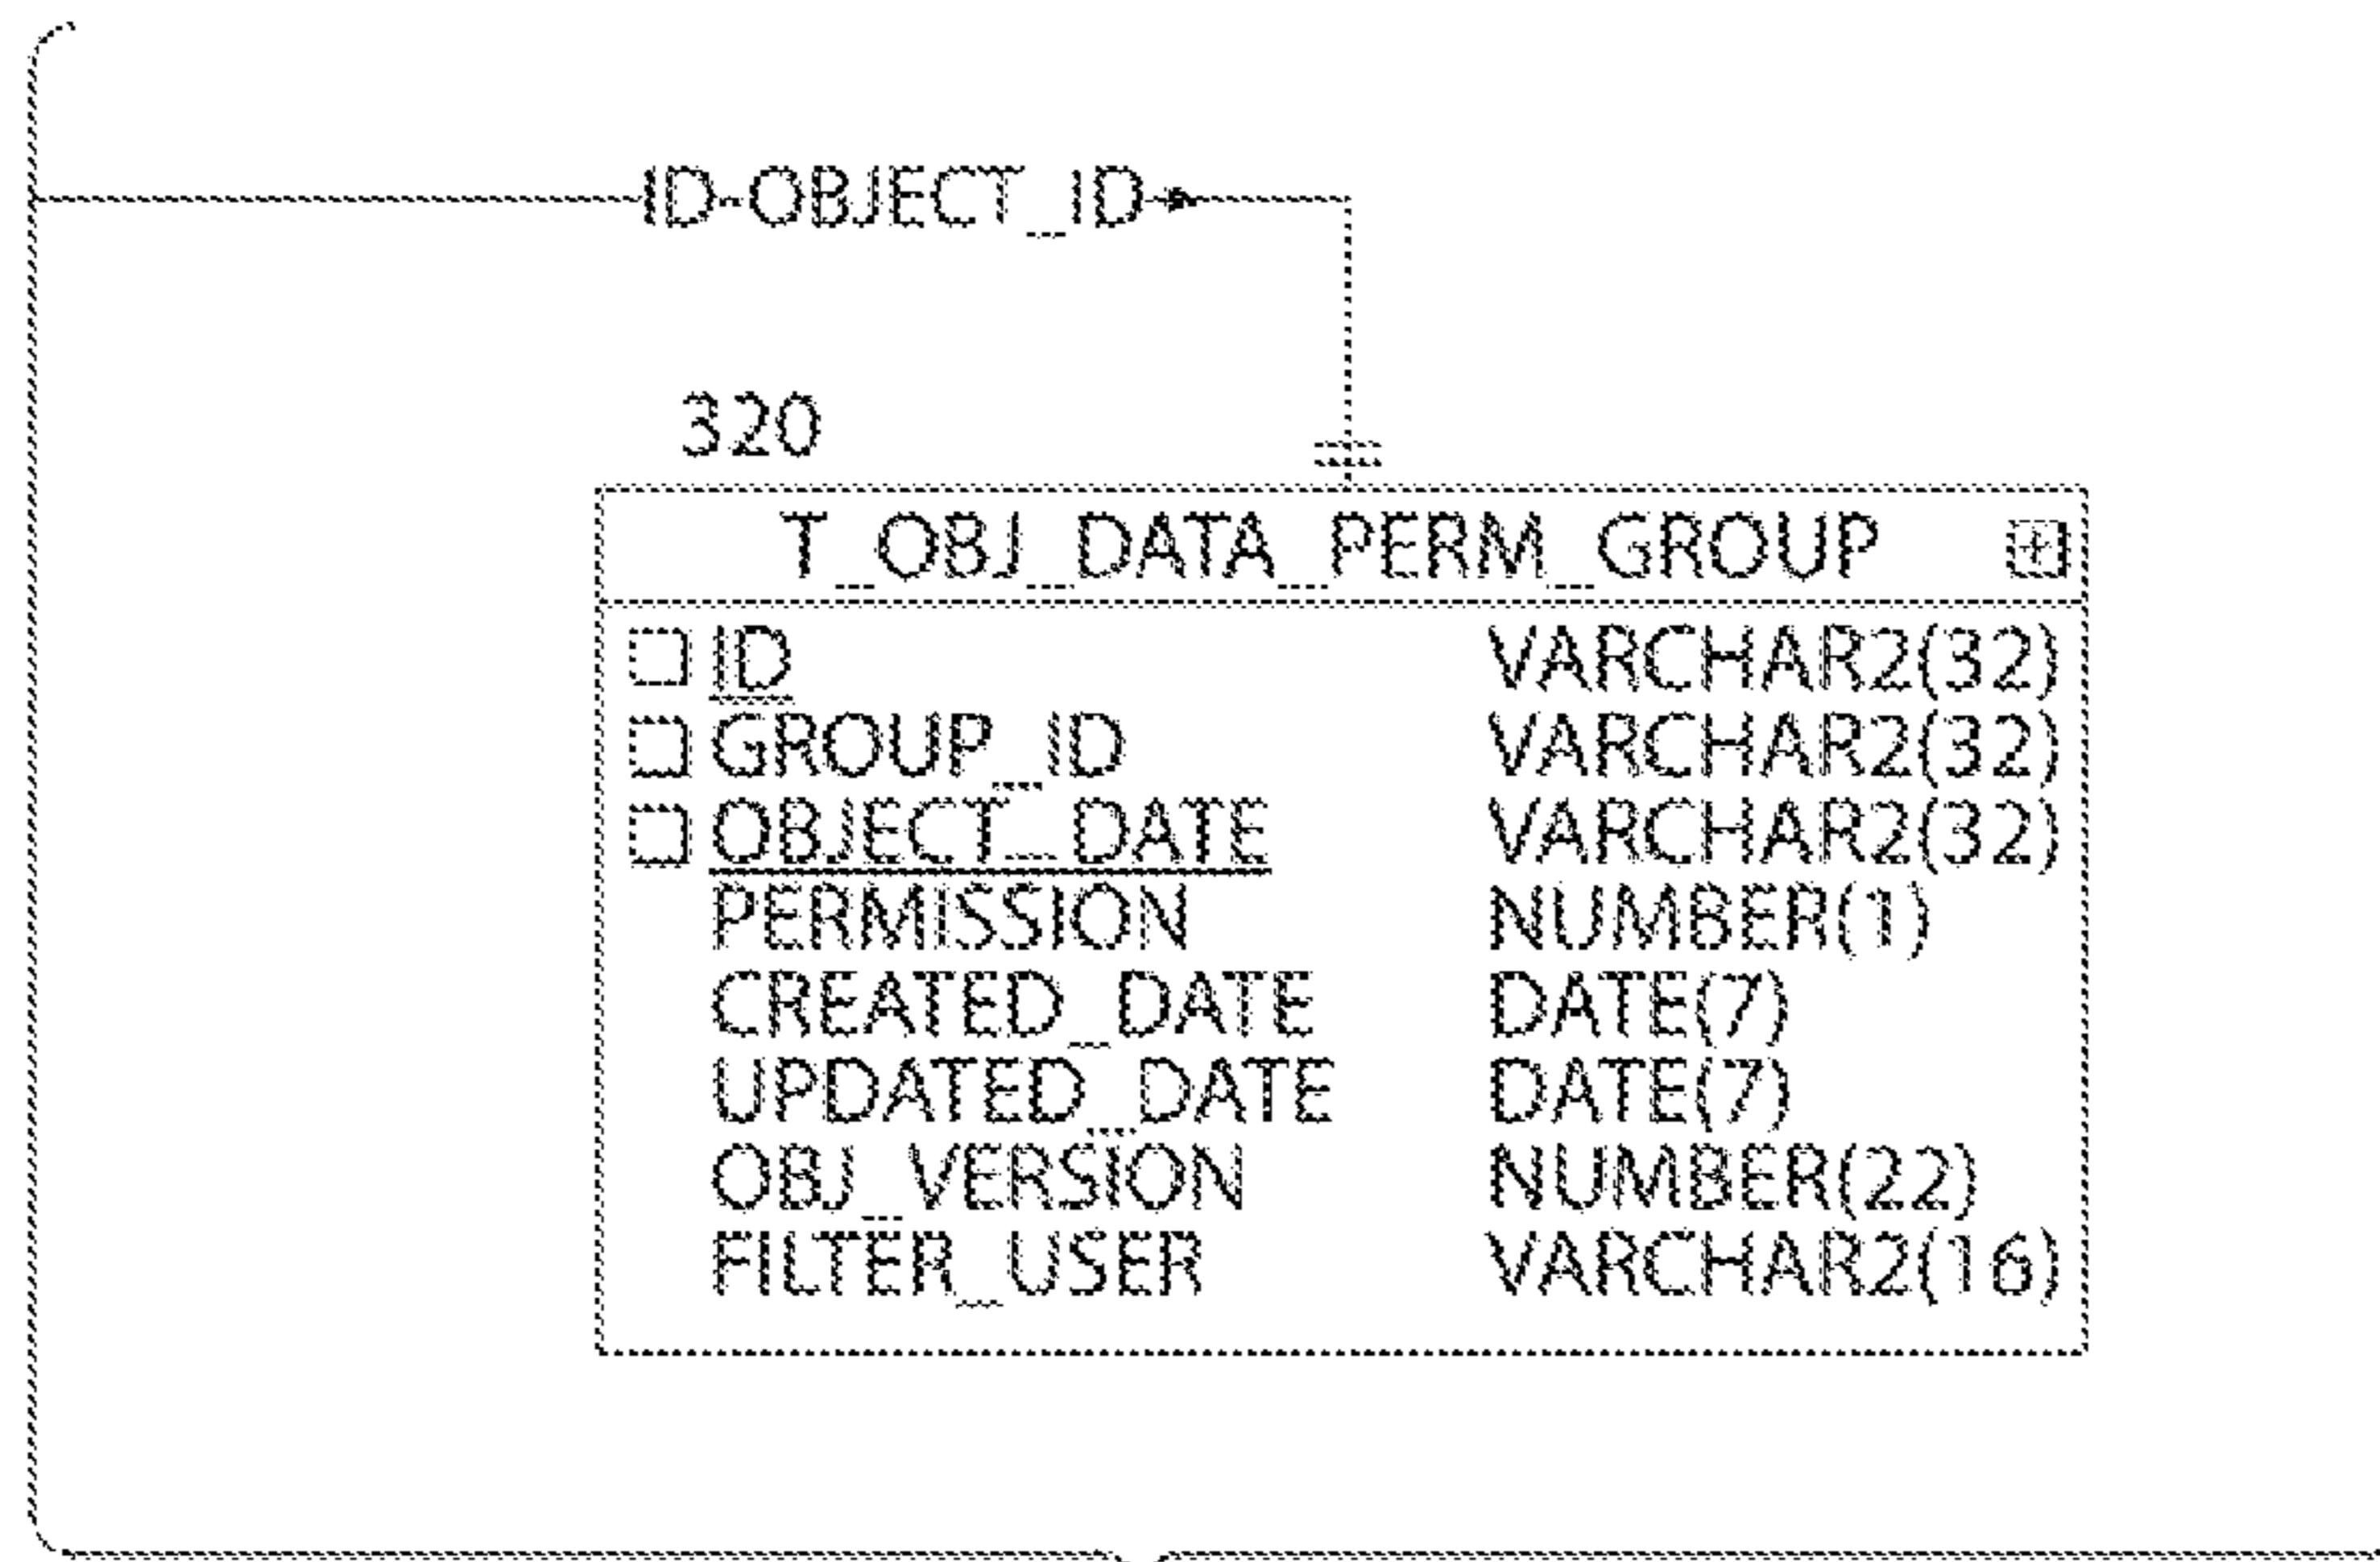 ID-OBJECT_ID
320
T_OBJ_DATA_PERM_GROUP
ID VARCHAR2(32)
GROUP_ID VARCHAR2(32)
OBJECT_DATE VARCHAR2(32)
PERMISSION NUMBER(1)
CREATED_DATE DATE(7)
UPDATED_DATE DATE(7)
OBJ_VERSION NUMBER(22)
FILTER_USER VARCHAR2(16)